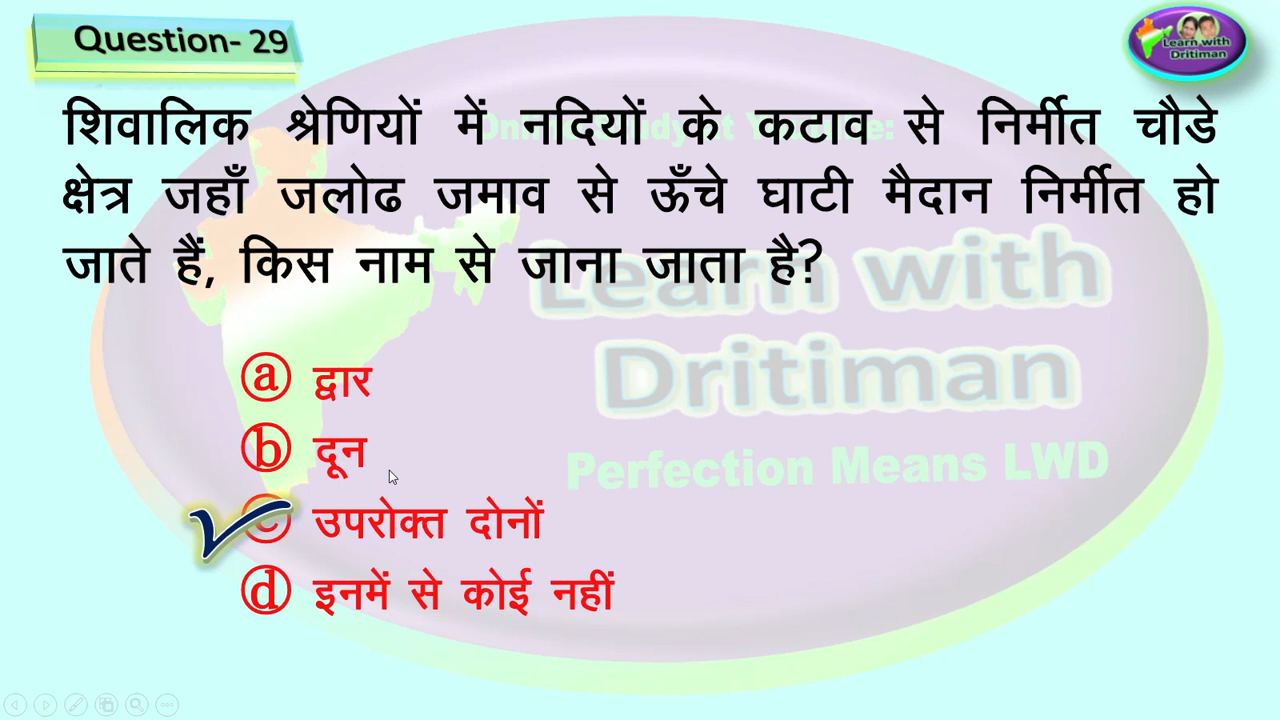 Question- 29
Learn with
Dritiman
शिवालिक श्रेणियों में नदियों के कटाव से निर्मीत चौडे
क्षेत्र जहाँ जलोढ जमाव से ऊँचे घाटी मैदान निर्मीत हो
जाते हैं, किस नाम से जाना जाता है?
Learn with
Dritiman
Perfection Means LWD
ⓐ द्वार
ⓑ दून
ⓒ उपरोक्त दोनों
ⓓ इनमें से कोई नहीं